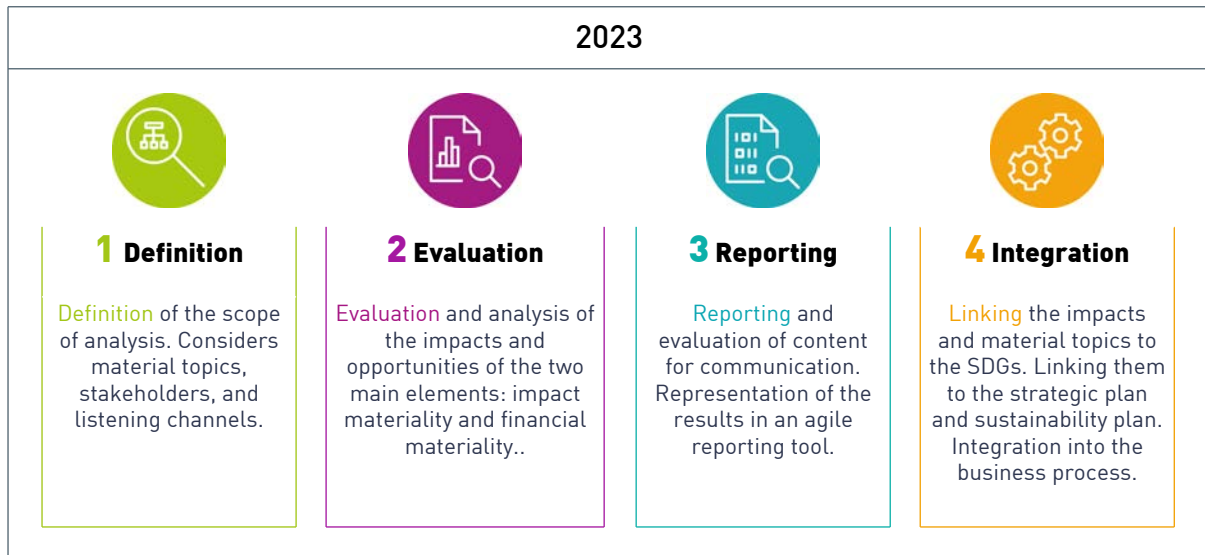 2023
1 Definition
Definition of the scope
of analysis. Considers
material topics,
stakeholders, and
listening channels.
2 Evaluation
Evaluation and analysis of
the impacts and
opportunities of the two
main elements: impact
materiality and financial
materiality..
3 Reporting
Reporting and
evaluation of content
for communication.
Representation of the
results in an agile
reporting tool.
4 Integration
Linking the impacts
and material topics to
the SDGs. Linking them
to the strategic plan
and sustainability plan.
Integration into the
business process.